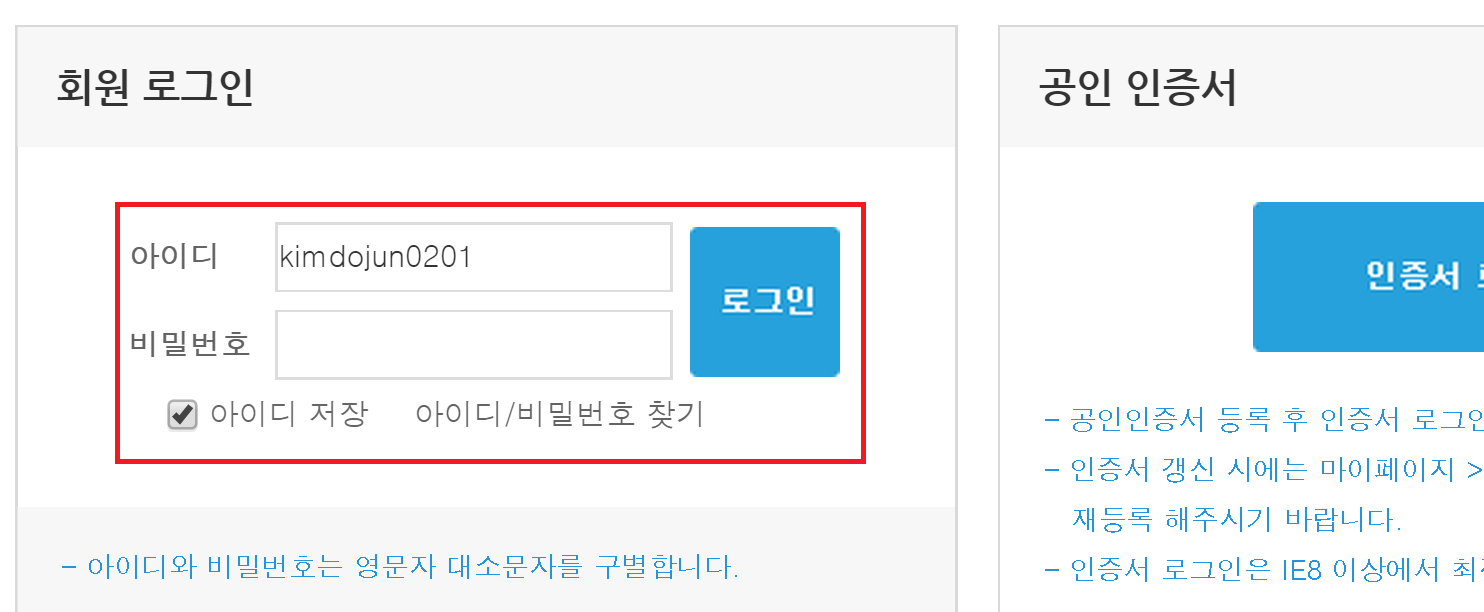 회원 로그인
아이디
kimdojun0201
비밀번호
로그인
아이디 저장
아이디/비밀번호 찾기
- 아이디와 비밀번호는 영문자 대소문자를 구별합니다.
공인 인증서
인증서
- 공인인증서 등록 후 인증서 로그인
- 인증서 갱신 시에는 마이페이지 >
재등록 해주시기 바랍니다.
- 인증서 로그인은 IE8 이상에서